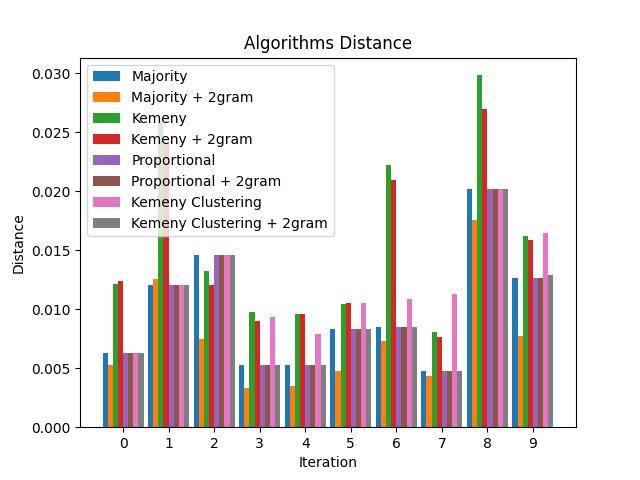 Algorithms Distance
0.030
0.025
0.020
0.015
0.010
0.005
0.000
Distance
Majority
Majority + 2gram
Kemeny
Kemeny + 2gram
Proportional
Proportional + 2gram
Kemeny Clustering
Kemeny Clustering + 2gram
0 1 2 3 4 5 6 7 8 9
Iteration